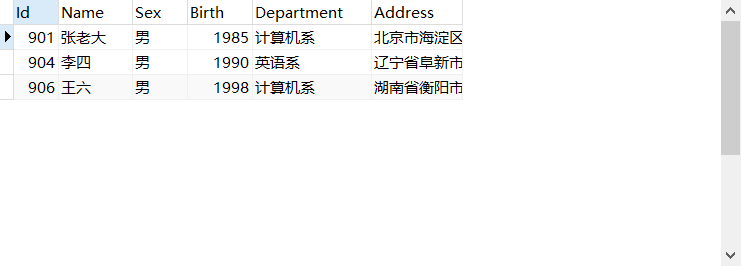 Id Name Sex Birth Department Address
901 张老大 男 1985 计算机系 北京市海淀区
904 李四 男 1990 英语系 辽宁省阜新市
906 王六 男 1998 计算机系 湖南省衡阳市